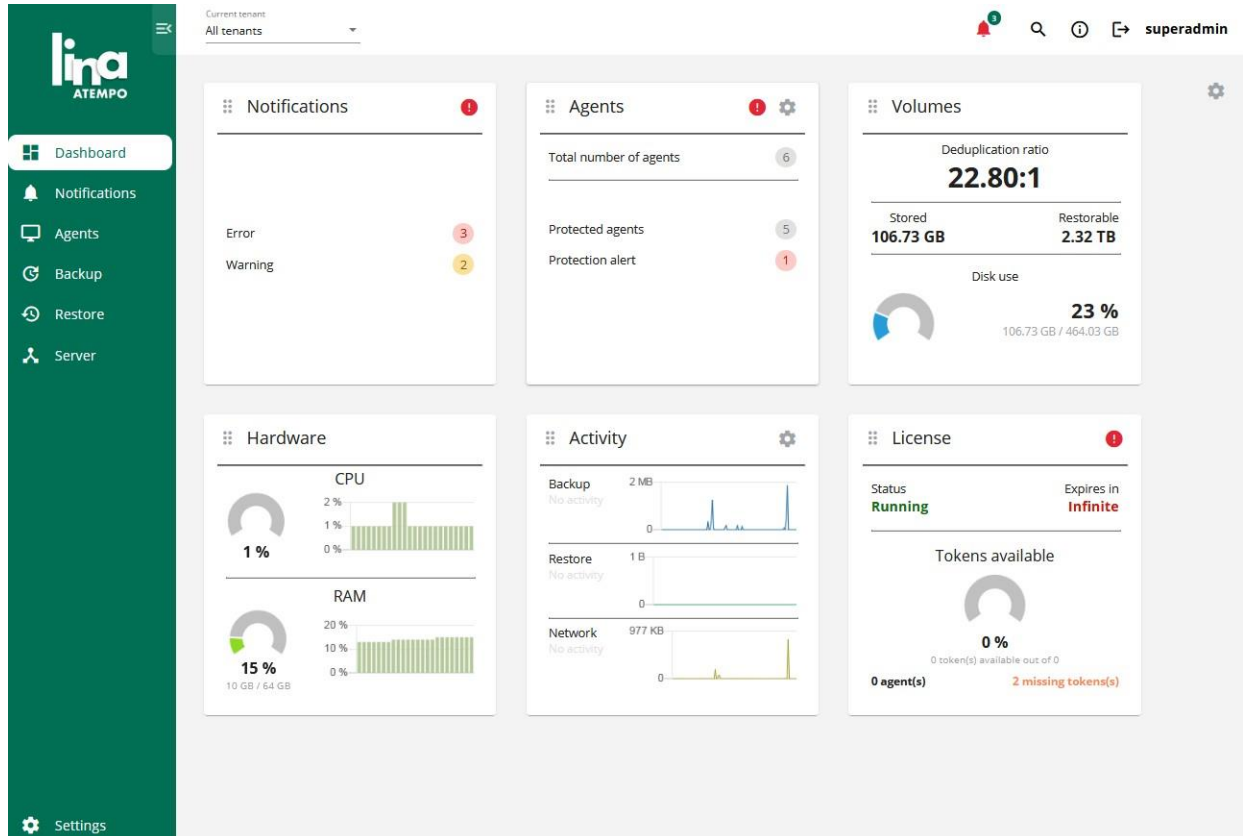 lina
ATEMPO
Dashboard
Notifications
Agents
Backup
Restore
Server
Settings
Current tenant
All tenants
3
superadmin
Notifications
Error 3
Warning 2
Agents
Total number of agents 6
Protected agents 5
Protection alert 1
Volumes
Deduplication ratio
22.80:1
Stored Restorable
106.73 GB 2.32 TB
Disk use
23 %
106.73 GB / 464.03 GB
Hardware
CPU
2 %
1 %
0 %
1 %
RAM
20 %
10 %
0 %
15 %
10 GB / 64 GB
Activity
Backup 2 MB
No activity
0
Restore 1 B
No activity
0
Network 977 KB
No activity
0
License
Status Expires in
Running Infinite
Tokens available
0 %
0 token(s) available out of 0
0 agent(s) 2 missing tokens(s)